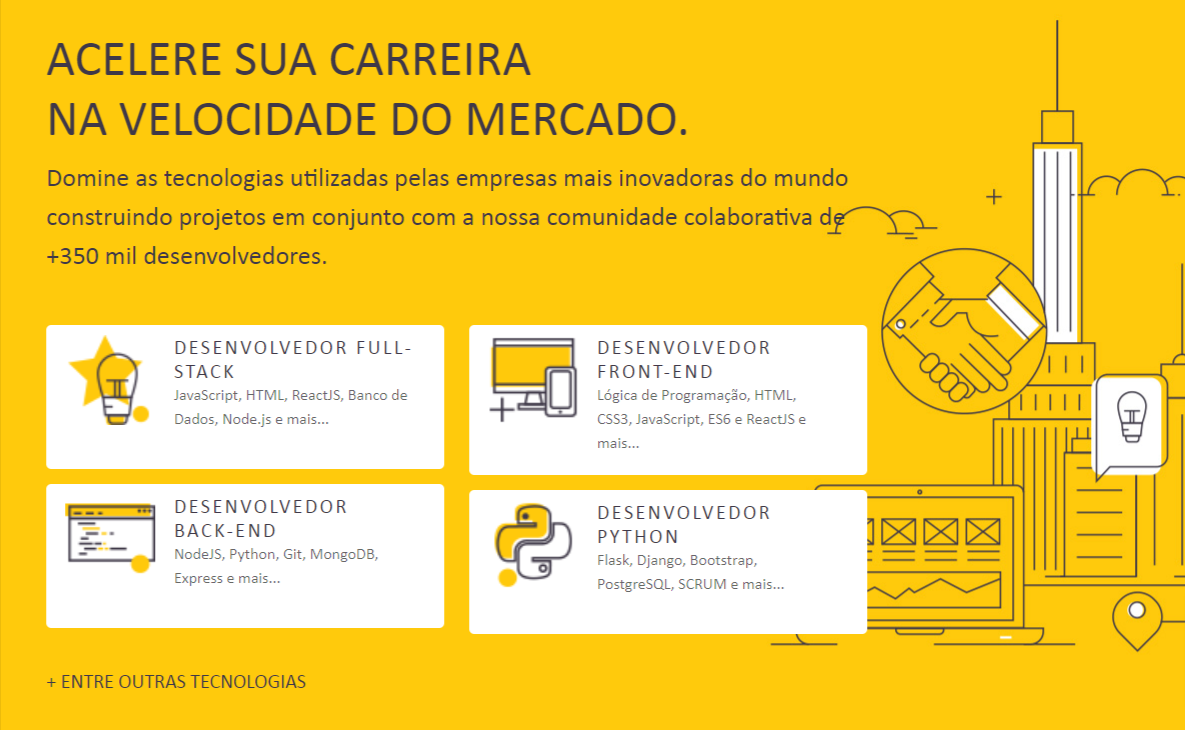 ACELERE SUA CARREIRA
NA VELOCIDADE DO MERCADO.
Domine as tecnologias utilizadas pelas empresas mais inovadoras do mundo
construindo projetos em conjunto com a nossa comunidade colaborativa de
+350 mil desenvolvedores.
DESENVOLVEDOR FULL-
STACK
JavaScript, HTML, ReactJS, Banco de
Dados, Node.js e mais...
DESENVOLVEDOR
FRONT-END
Lógica de Programação, HTML,
CSS3, JavaScript, ES6 e ReactJS e
mais...
DESENVOLVEDOR
BACK-END
NodeJS, Python, Git, MongoDB,
Express e mais...
DESENVOLVEDOR
PYTHON
Flask, Django, Bootstrap,
PostgreSQL, SCRUM e mais...
+ ENTRE OUTRAS TECNOLOGIAS